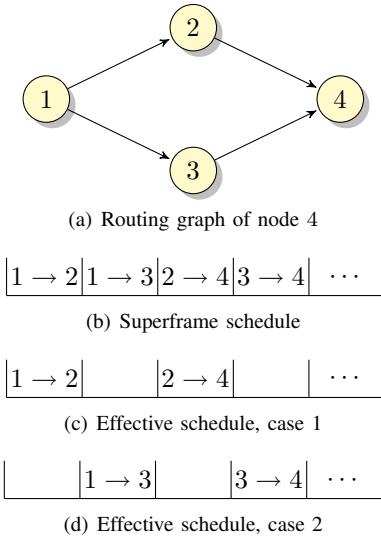 2
1
4
3
(a) Routing graph of node 4
1 → 2 1 → 3 2 → 4 3 → 4 ···
(b) Superframe schedule
1 → 2 2 → 4 ···
(c) Effective schedule, case 1
1 → 3 3 → 4 ···
(d) Effective schedule, case 2